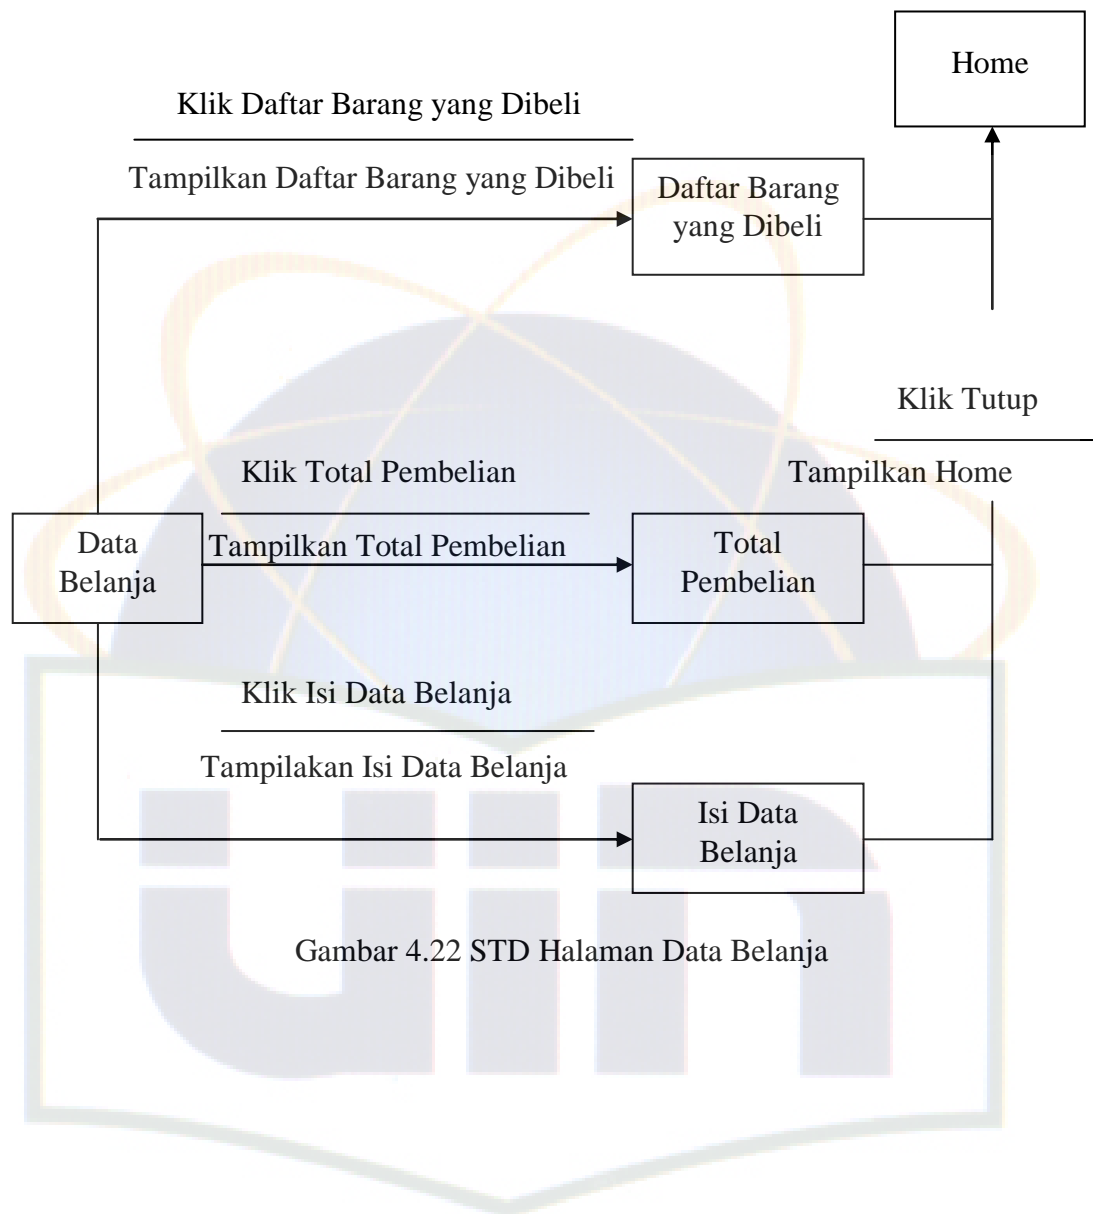 Home
Klik Daftar Barang yang Dibeli
Tampilkan Daftar Barang yang Dibeli
Daftar Barang
yang Dibeli
Klik Tutup
Tampilkan Home
Klik Total Pembelian
Tampilkan Total Pembelian
Data
Belanja
Total
Pembelian
Klik Isi Data Belanja
Tampilakan Isi Data Belanja
Isi Data
Belanja
Gambar 4.22 STD Halaman Data Belanja
uin